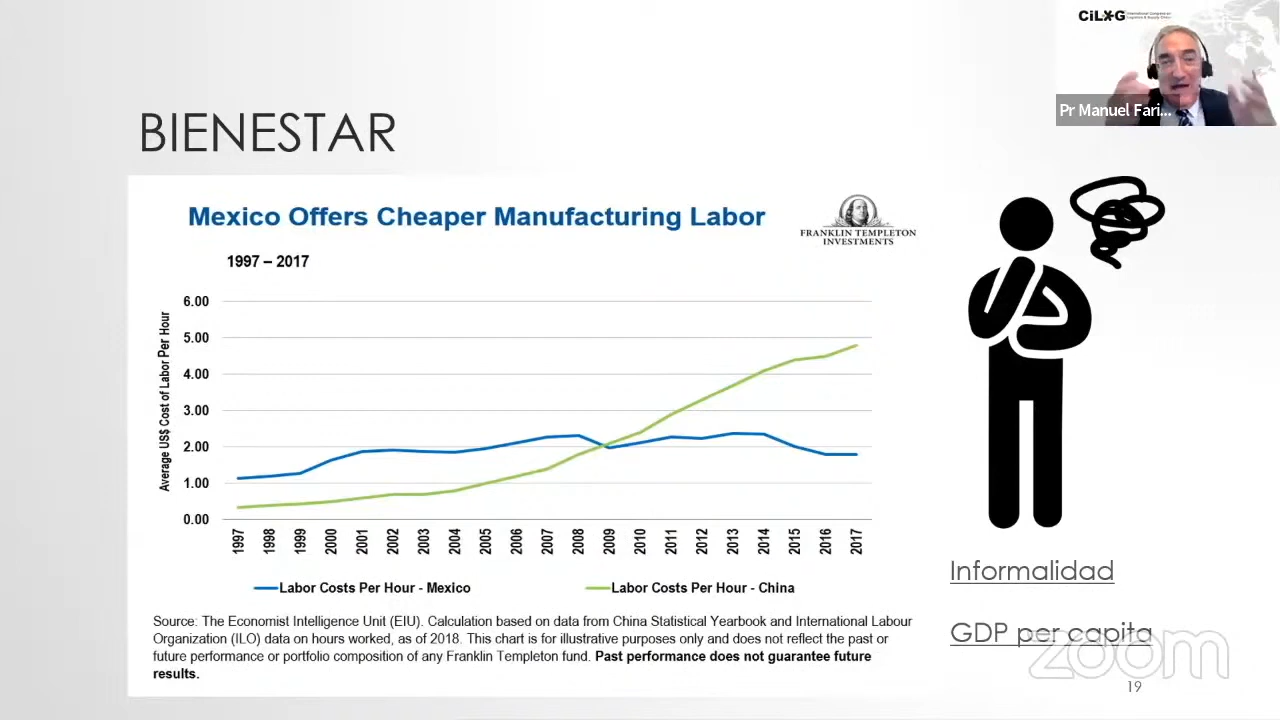 CiLOG
Pr Manuel Fari...
BIENESTAR
Mexico Offers Cheaper Manufacturing Labor
FRANKLIN TEMPLETON
INVESTMENTS
1997 – 2017
Average US$ Cost of Labor Per Hour
6.00
5.00
4.00
3.00
2.00
1.00
0.00
1997 1998 1999 2000 2001 2002 2003 2004 2005 2006 2007 2008 2009 2010 2011 2012 2013 2014 2015 2016 2017
Labor Costs Per Hour - Mexico Labor Costs Per Hour - China
Source: The Economist Intelligence Unit (EIU). Calculation based on data from China Statistical Yearbook and International Labour
Organization (ILO) data on hours worked, as of 2018. This chart is for illustrative purposes only and does not reflect the past or
future performance or portfolio composition of any Franklin Templeton fund. Past performance does not guarantee future
results.
Informalidad
GDP per capita
zoom
19